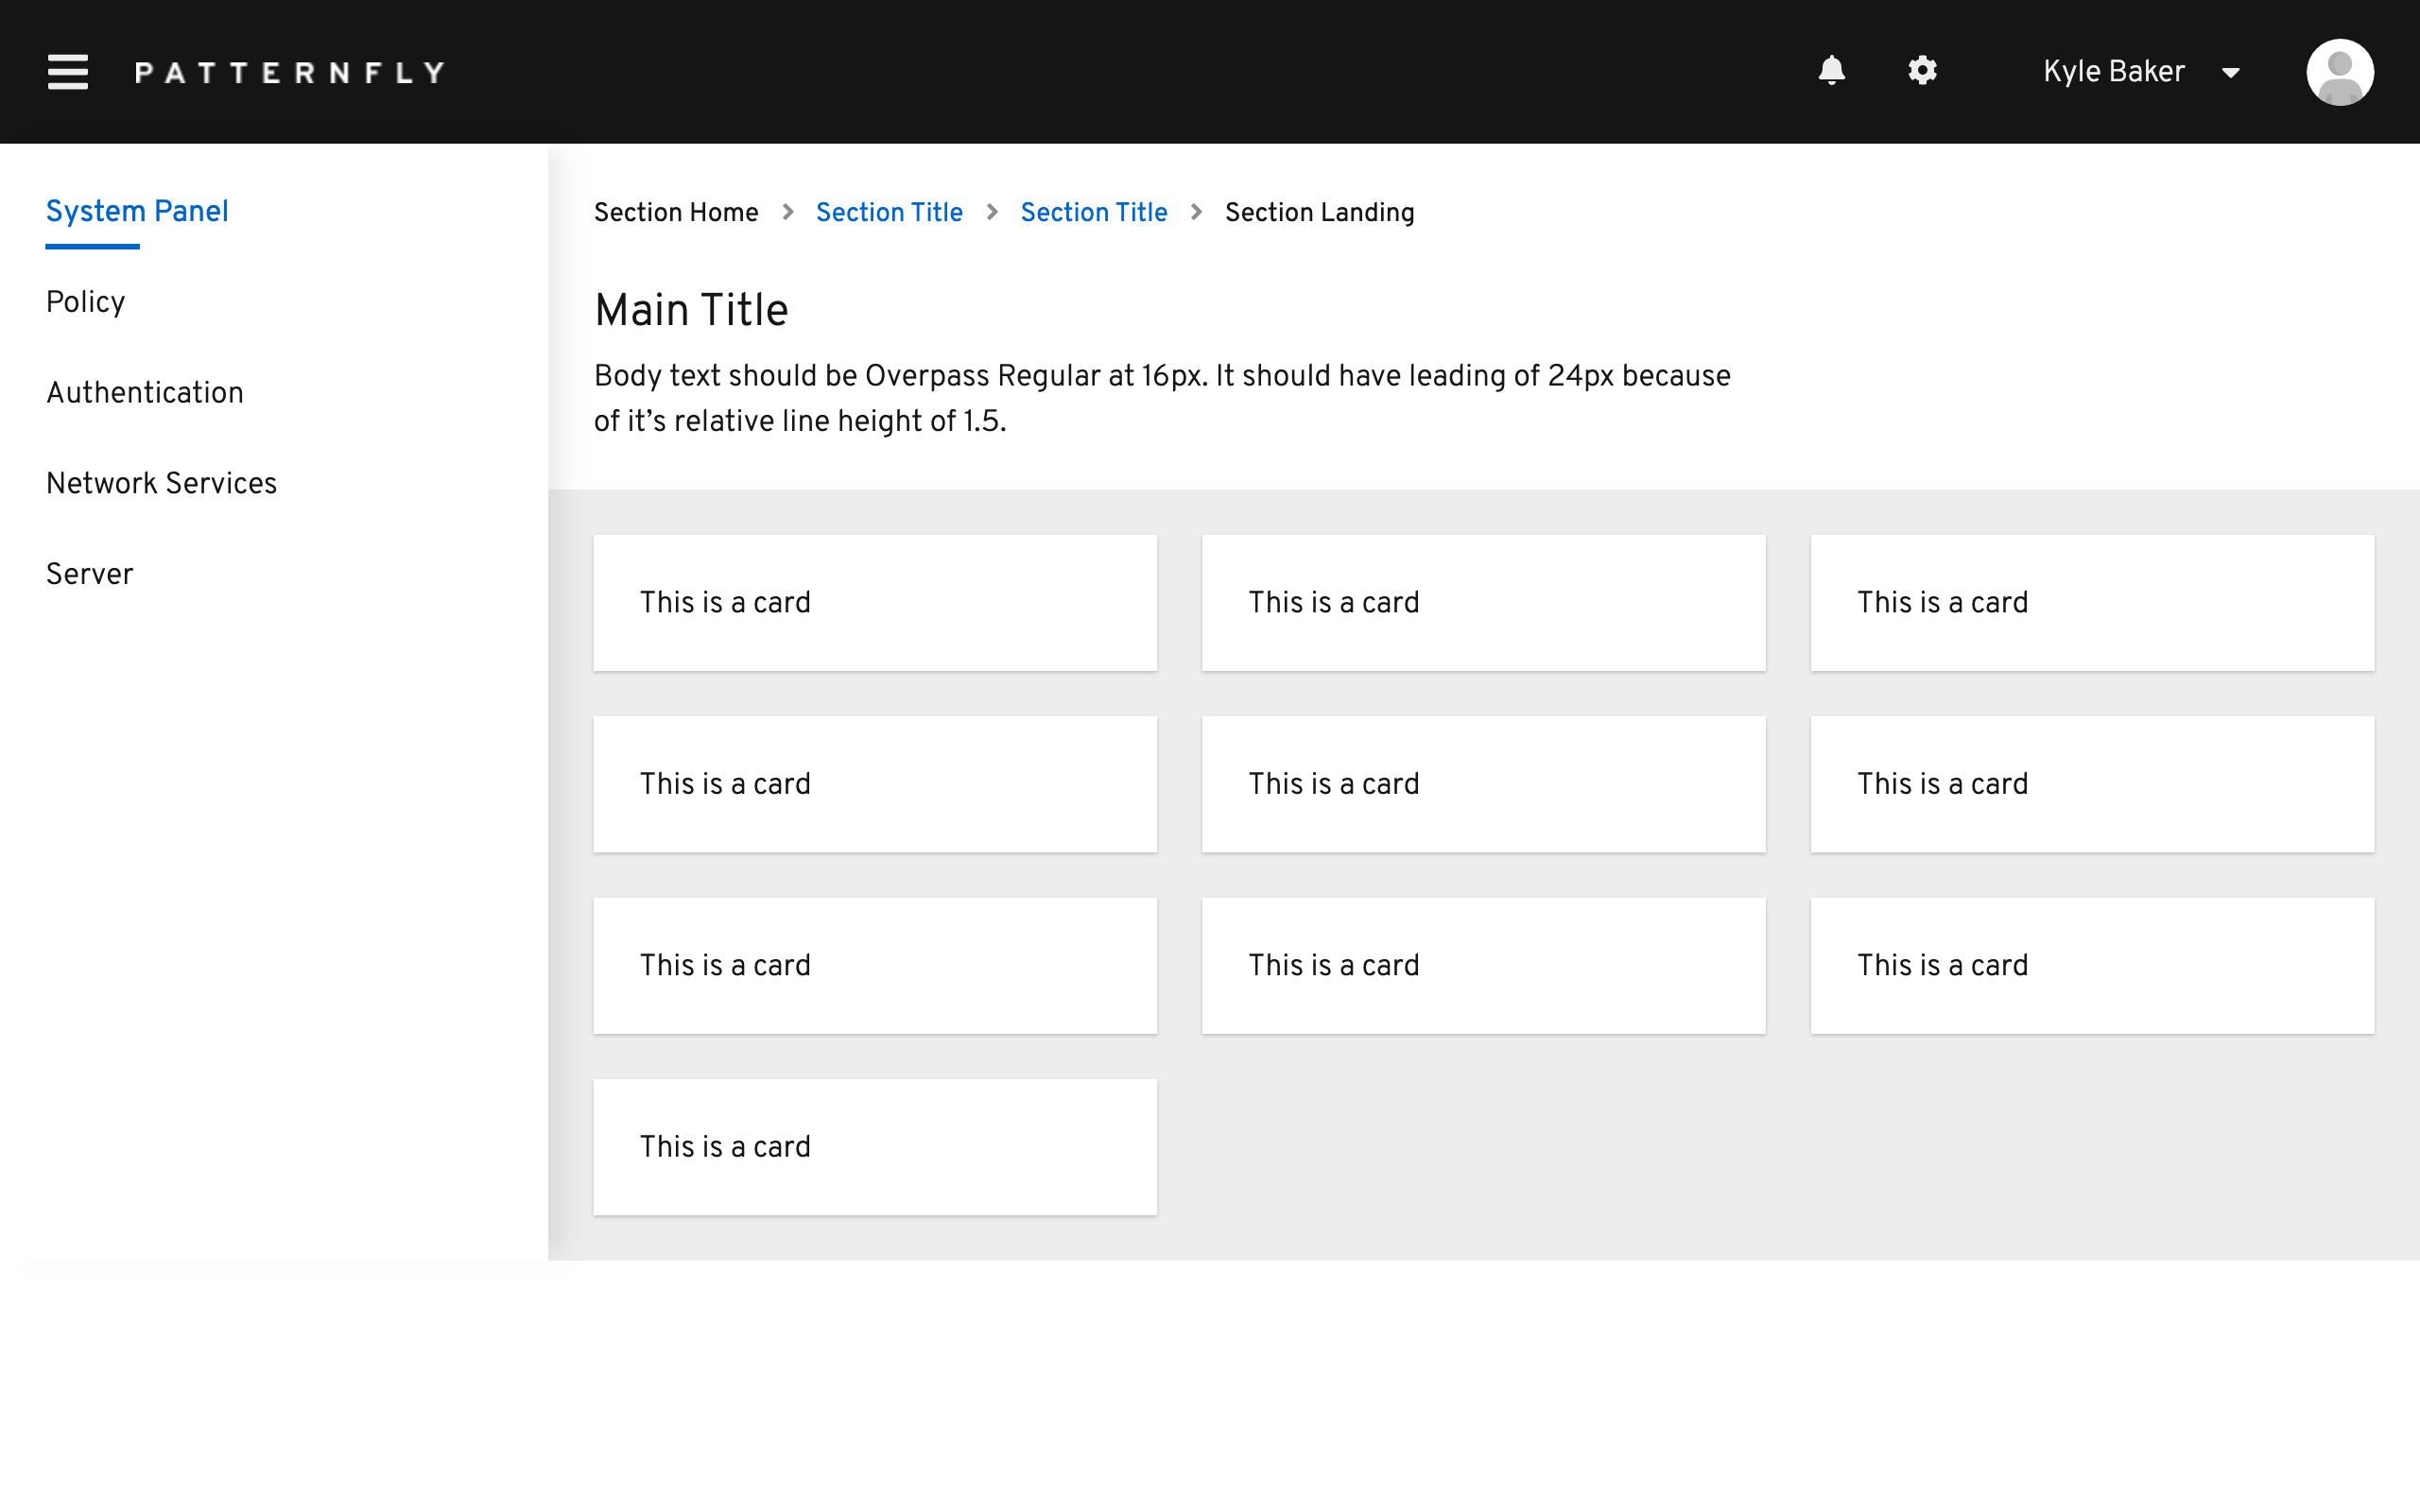 PATTERNFLY
Kyle Baker
System Panel
Policy
Authentication
Network Services
Server
Section Home > Section Title > Section Title > Section Landing
Main Title
Body text should be Overpass Regular at 16px. It should have leading of 24px because
of it’s relative line height of 1.5.
This is a card
This is a card
This is a card
This is a card
This is a card
This is a card
This is a card
This is a card
This is a card
This is a card